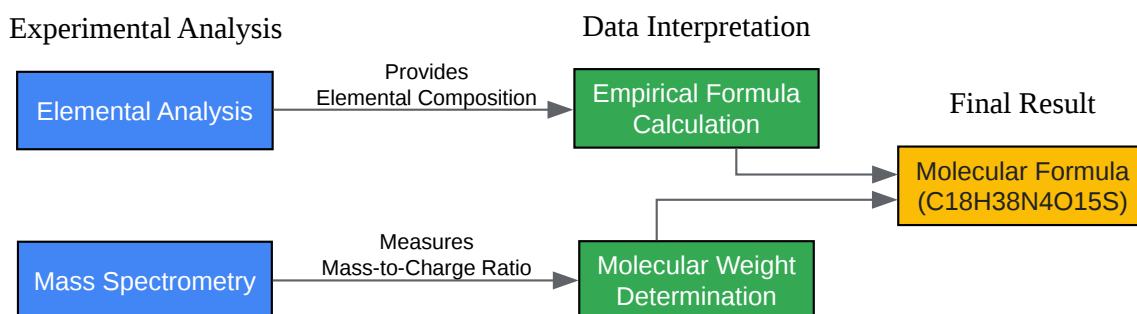 Experimental Analysis
Data Interpretation
Final Result
Elemental Analysis
Provides
Elemental Composition
Empirical Formula
Calculation
Molecular Formula
(C18H38N4O15S)
Mass Spectrometry
Measures
Mass-to-Charge Ratio
Molecular Weight
Determination